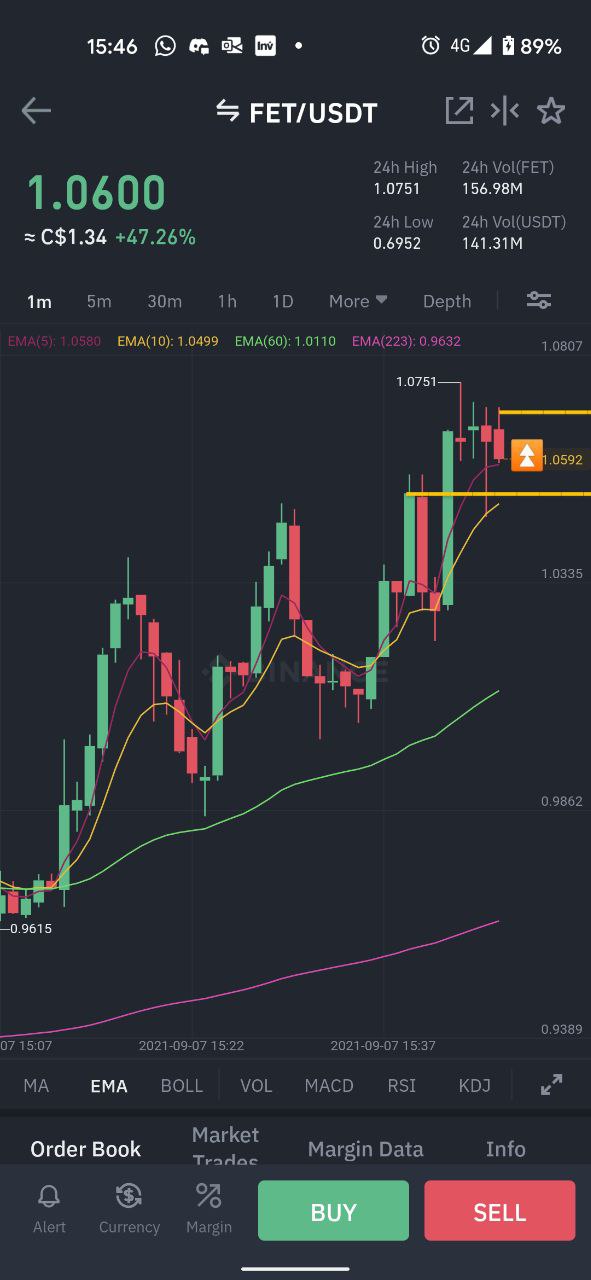 15:46
Inv
4G
89%
FET/USDT
1.0600
≈ C$1.34 +47.26%
24h High
1.0751
24h Vol(FET)
156.98M
24h Low
0.6952
24h Vol(USDT)
141.31M
1m 5m 30m 1h 1D More Depth
EMA(5): 1.0580 EMA(10): 1.0499 EMA(60): 1.0110 EMA(223): 0.9632
1.0807
1.0751
1.0592
1.0335
BINANCE
0.9862
0.9615
0.9389
07 15:07 2021-09-07 15:22 2021-09-07 15:37
MA EMA BOLL VOL MACD RSI KDJ
Order Book
Market
Trades
Margin Data
Info
Alert
Currency
Margin
BUY
SELL